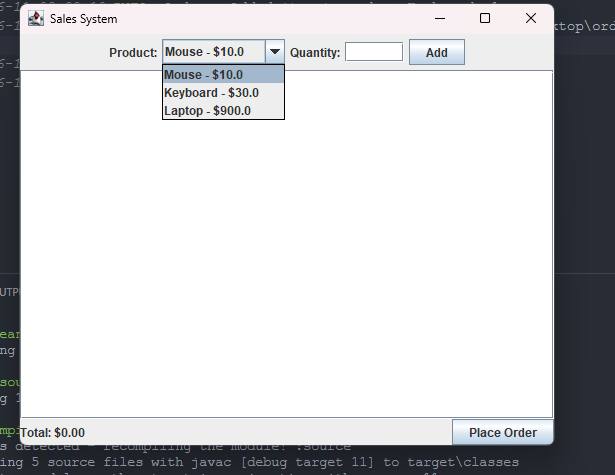 Sales System
ktop\ord
Product: Mouse - $10.0 Quantity: Add
Mouse - $10.0
Keyboard - $30.0
Laptop - $900.0
Total: $0.00 Place Order
s detected - recompiling the module! :source
ing 5 source files with javac [debug target 11] to target\classes